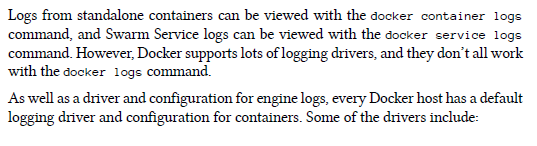 Logs from standalone containers can be viewed with the docker container logs
command, and Swarm Service logs can be viewed with the docker service logs
command. However, Docker supports lots of logging drivers, and they don’t all work
with the docker logs command.
As well as a driver and configuration for engine logs, every Docker host has a default
logging driver and configuration for containers. Some of the drivers include: